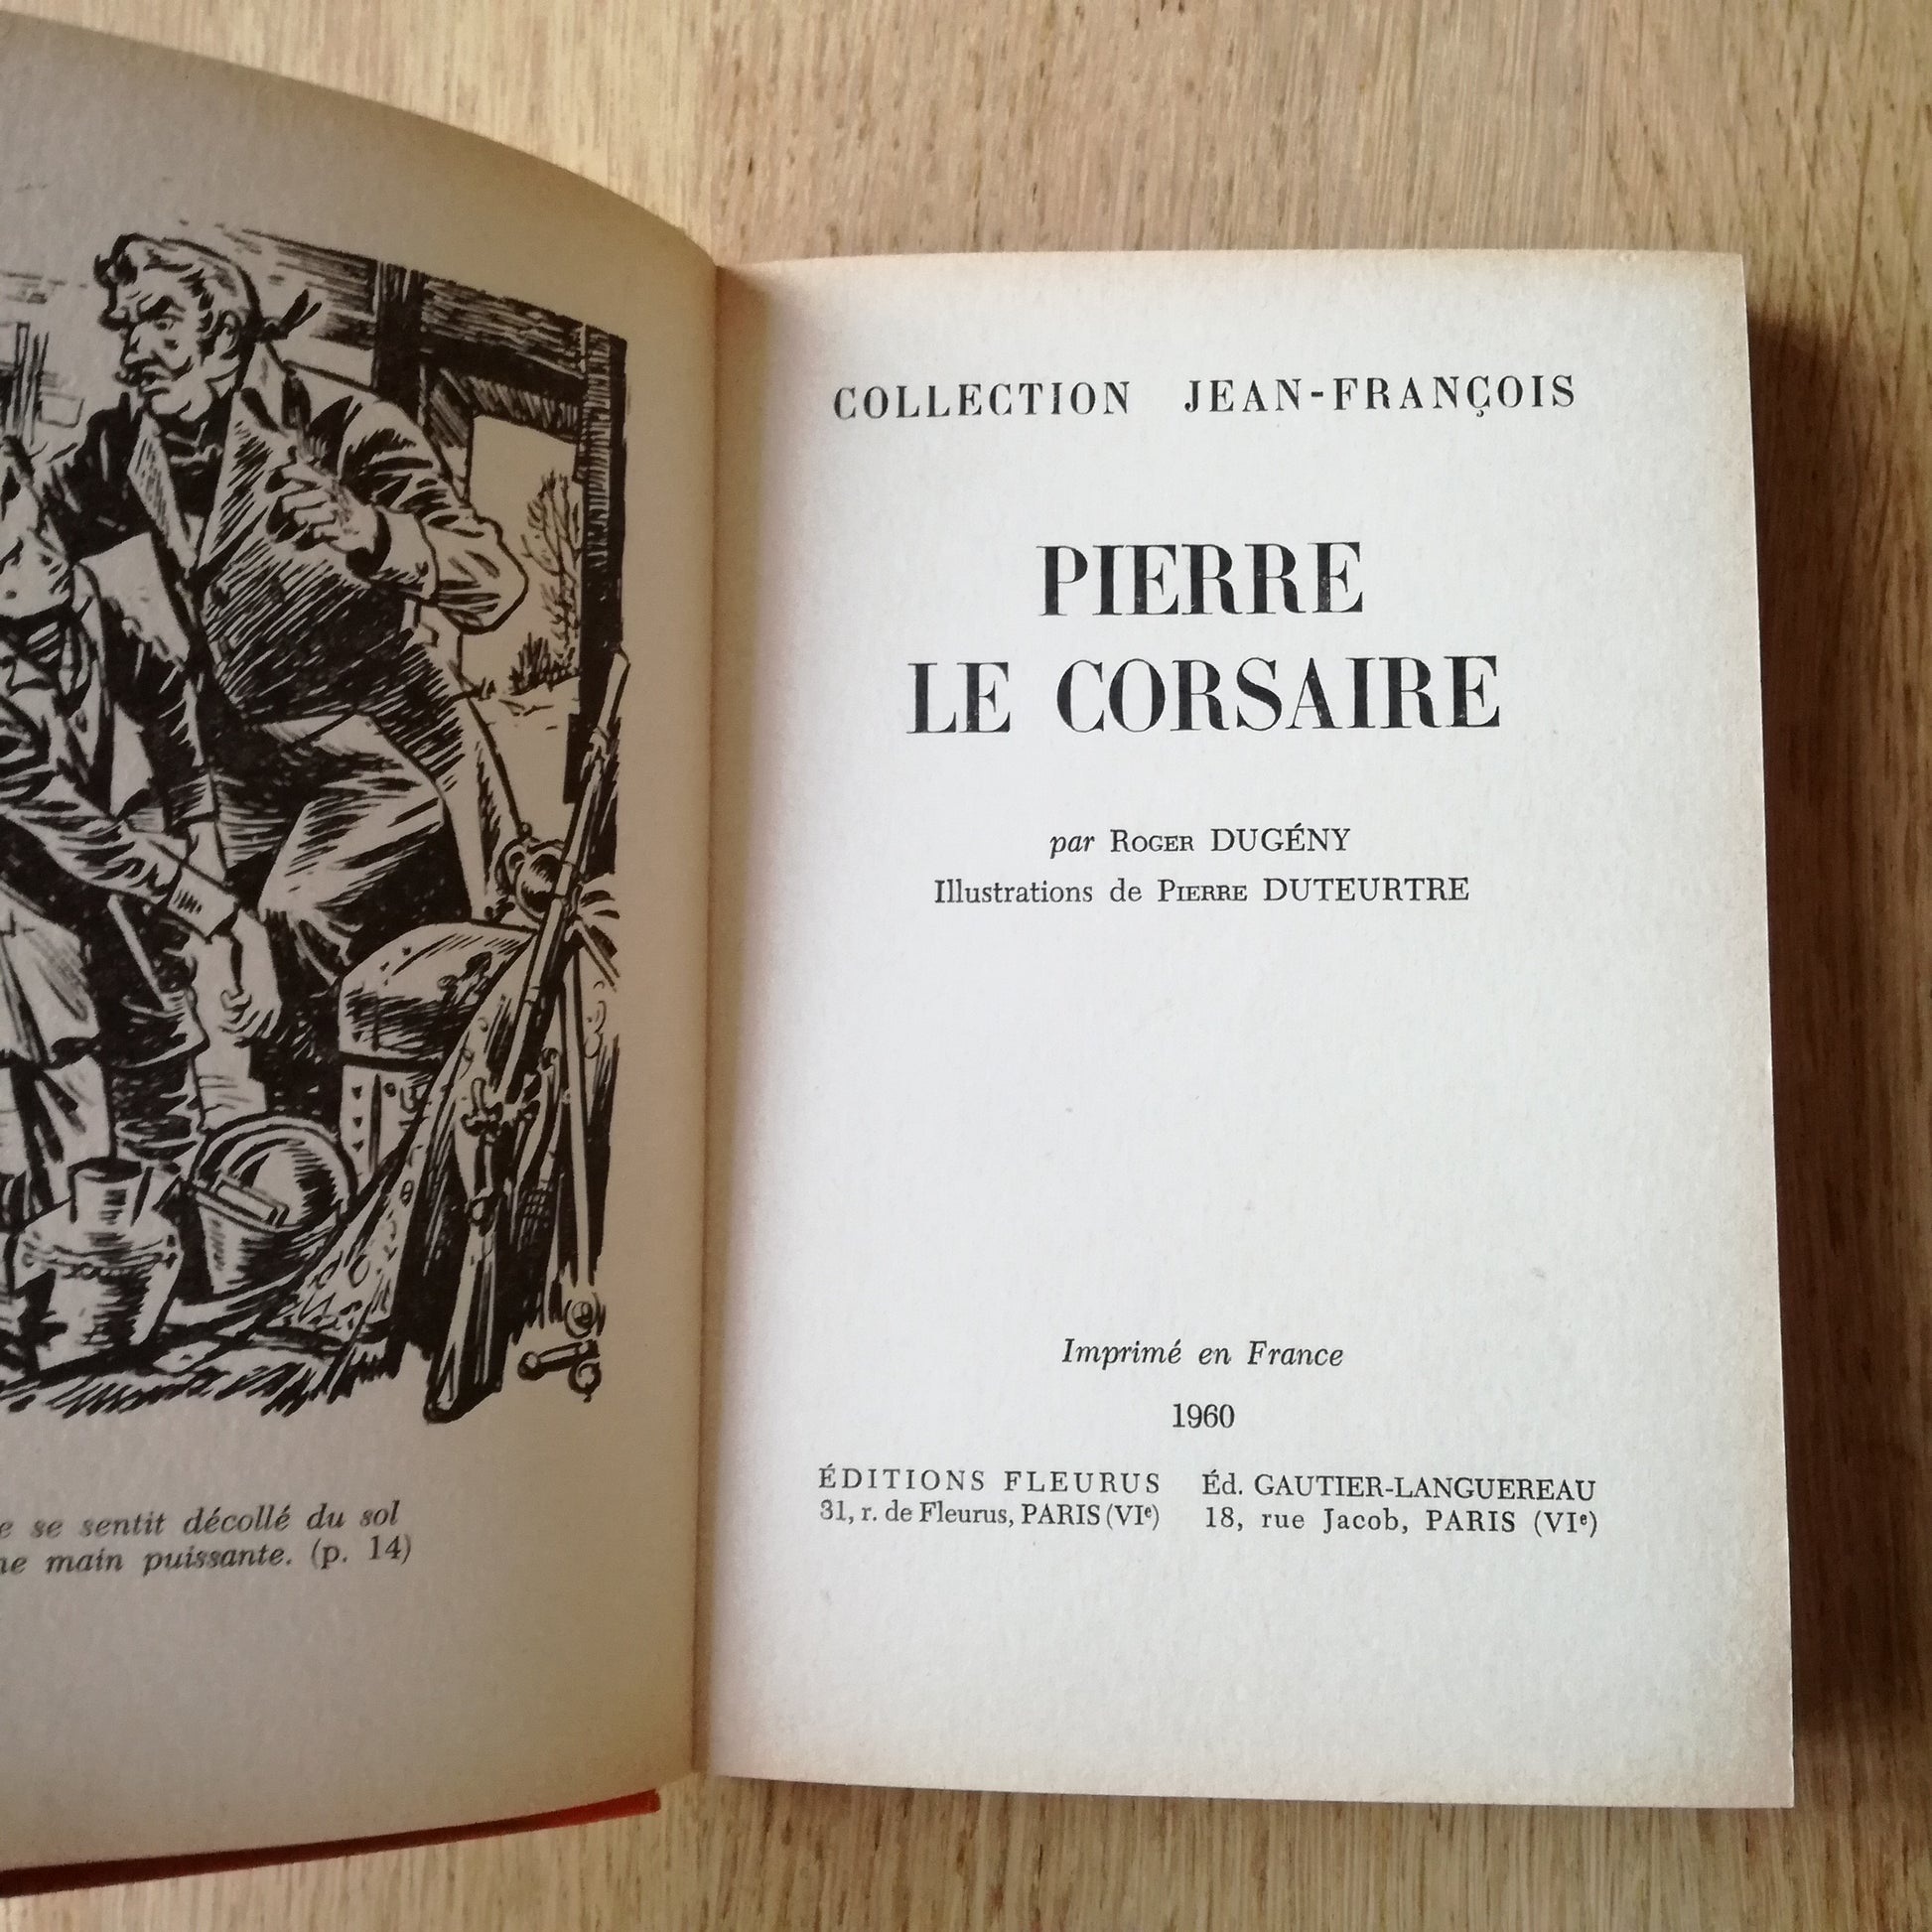 se sentit décollé du sol
main puissante. (p. 14)
COLLECTION JEAN-FRANÇOIS
PIERRE
LE CORSAIRE
par ROGER DUGÉNY
Illustrations de PIERRE DUTEURTRE
Imprimé en France
1960
ÉDITIONS FLEURUS
31, r. de Fleurus, PARIS (VIe)
Éd. GAUTIER-LANGUEREAU
18, rue Jacob, PARIS (VIe)